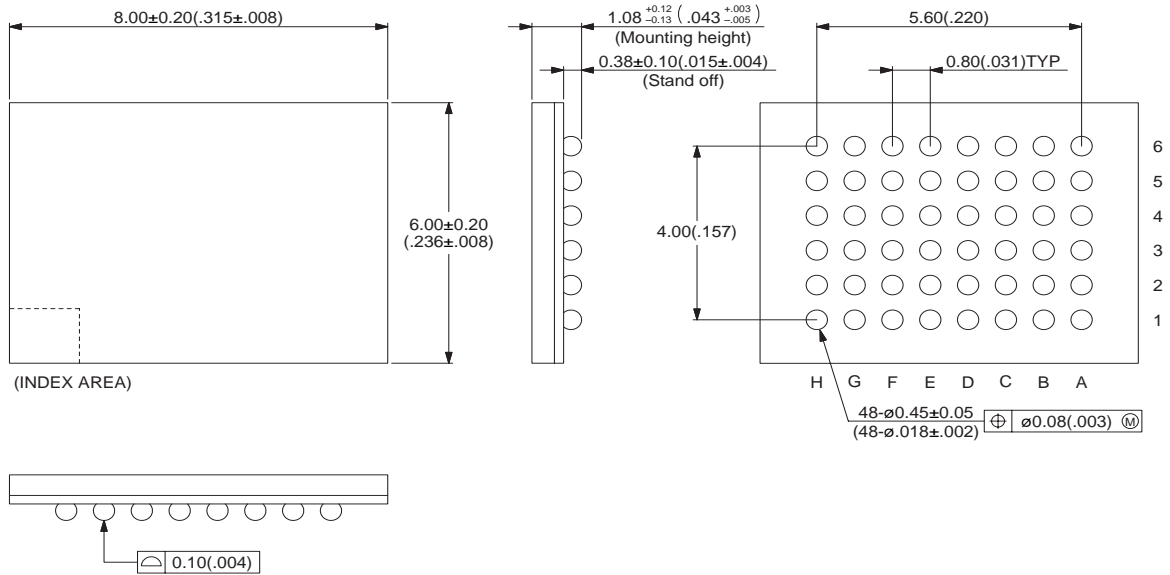 8.00±0.20(.315±.008)
1.08 +0.12 −0.13 ( .043 +.003 −.005 )
(Mounting height)
0.38±0.10(.015±.004)
(Stand off)
5.60(.220)
0.80(.031)TYP
6.00±0.20
(.236±.008)
4.00(.157)
6
5
4
3
2
1
(INDEX AREA)
H G F E D C B A
48-ø0.45±0.05
(48-ø.018±.002)
ø0.08(.003) Ⓜ
0.10(.004)